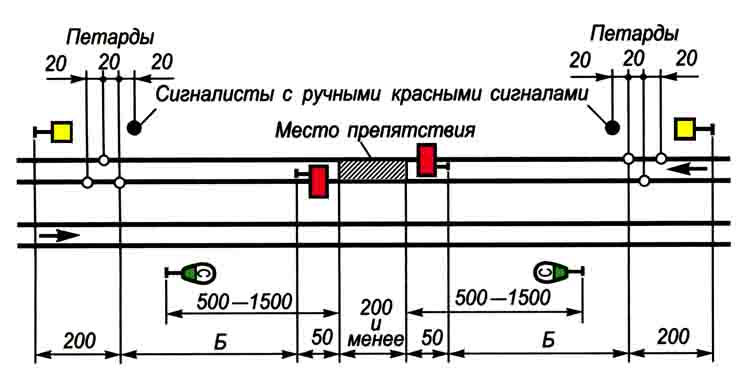 Петарды Петарды
20 20 20 20 20 20
Сигналисты с ручными красными сигналами
Место препятствия
С С
500—1500 200 и менее 500—1500
200 Б 50 50 Б 200